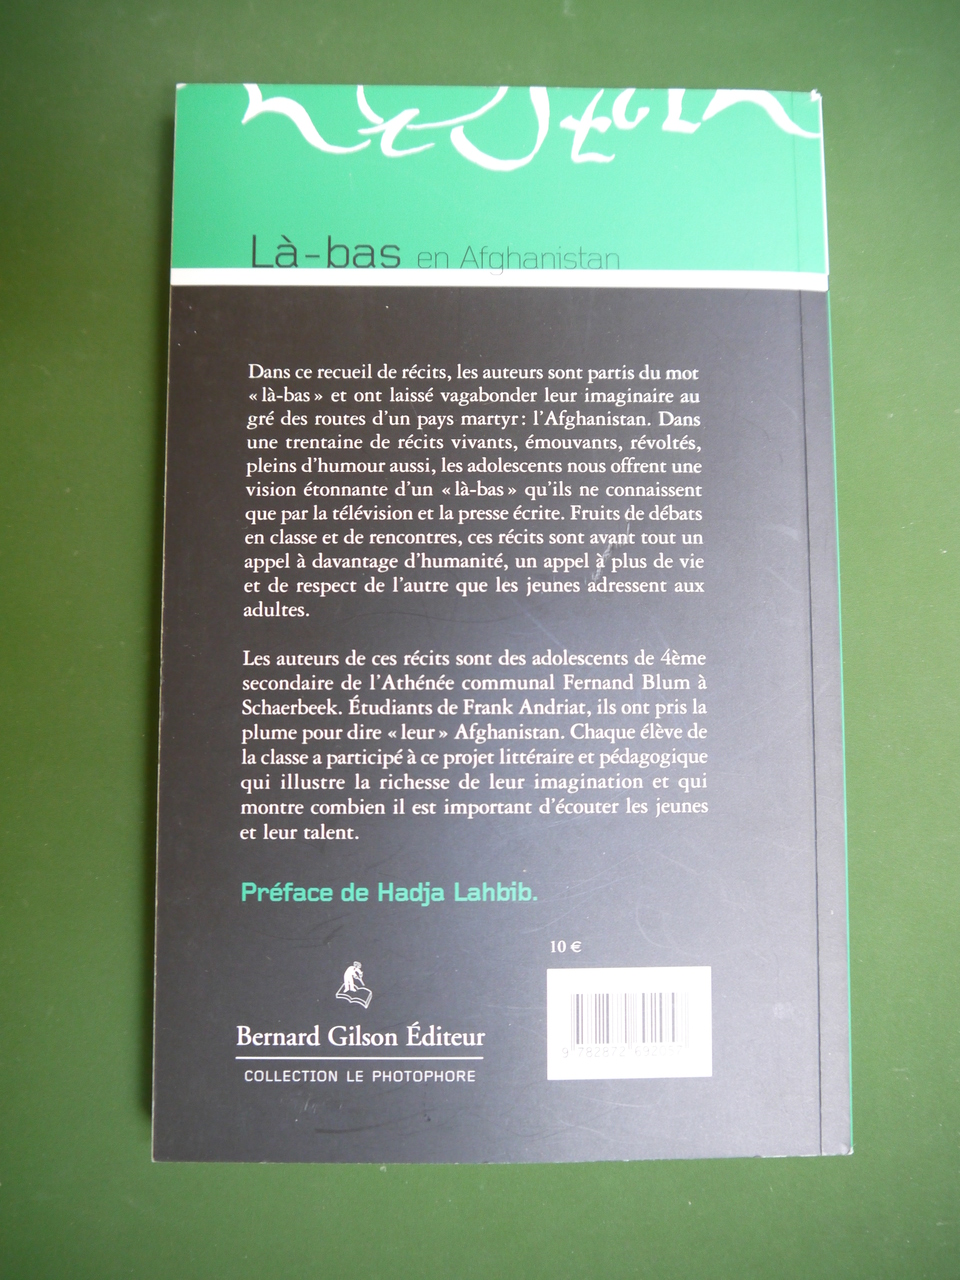 Là-bas en Afghanistan
Dans ce recueil de récits, les auteurs sont partis du mot
« là-bas » et ont laissé vagabonder leur imaginaire au
gré des routes d'un pays martyr : l'Afghanistan. Dans
une trentaine de récits vivants, émouvants, révoltés,
pleins d'humour aussi, les adolescents nous offrent une
vision étonnante d'un « là-bas » qu'ils ne connaissent
que par la télévision et la presse écrite. Fruits de débats
en classe et de rencontres, ces récits sont avant tout un
appel à davantage d'humanité, un appel à plus de vie
et de respect de l'autre que les jeunes adressent aux
adultes.
Les auteurs de ces récits sont des adolescents de 4ème
secondaire de l'Athénée communal Fernand Blum à
Schaerbeek. Étudiants de Frank Andriat, ils ont pris la
plume pour dire « leur » Afghanistan. Chaque élève de
la classe a participé à ce projet littéraire et pédagogique
qui illustre la richesse de leur imagination et qui
montre combien il est important d'écouter les jeunes
et leur talent.
Préface de Hadja Lahbib.
10 €
Bernard Gilson Éditeur
COLLECTION LE PHOTOPHORE
9 782872